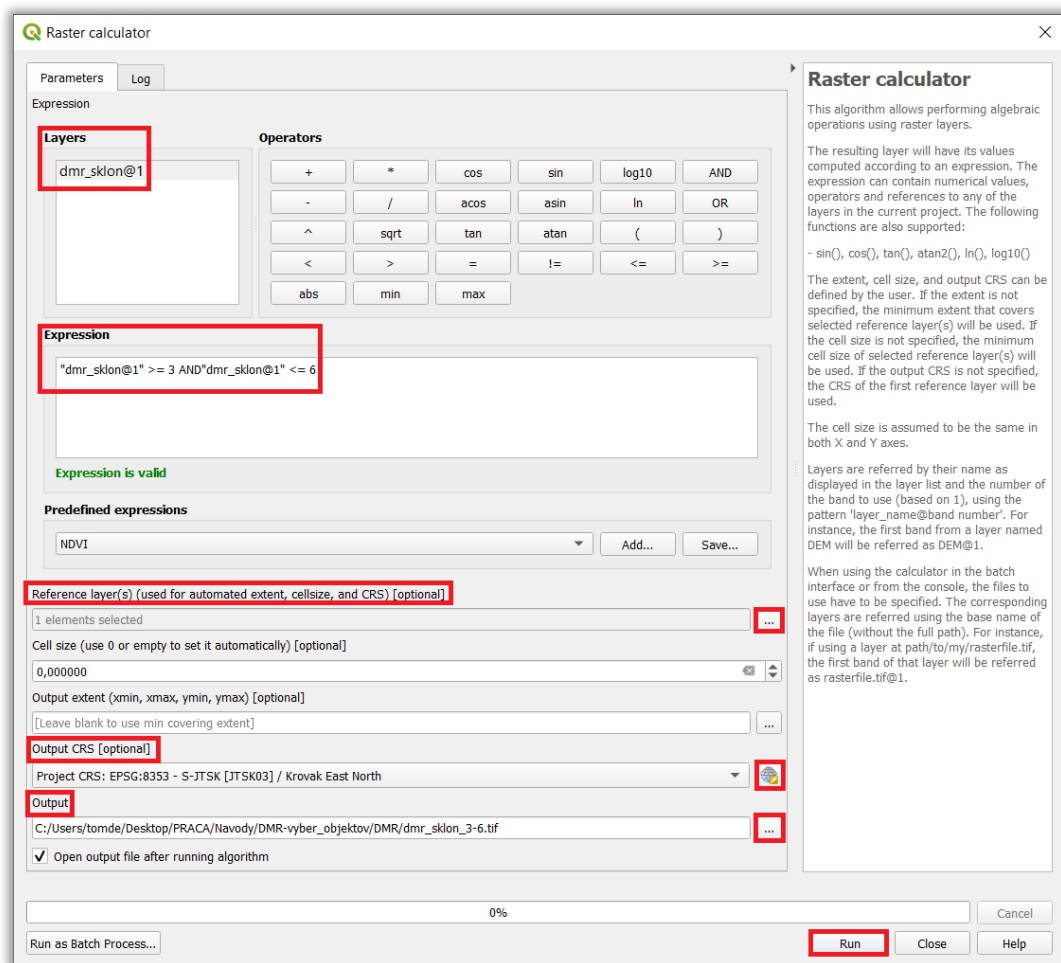 Raster calculator
Parameters
Log
Expression
Layers
dmr_sklon@1
Operators
+ * cos sin log10 AND
- / acos asin ln OR
^ sqrt tan atan ( )
< > = != <= >=
abs min max
Expression
"dmr_sklon@1" >= 3 AND"dmr_sklon@1" <= 6
Expression is valid
Predefined expressions
NDVI
Add...
Save...
Reference layer(s) (used for automated extent, cellsize, and CRS) [optional]
1 elements selected
...
Cell size (use 0 or empty to set it automatically) [optional]
0,000000
Output extent (xmin, xmax, ymin, ymax) [optional]
[Leave blank to use min covering extent]
...
Output CRS [optional]
Project CRS: EPSG:8353 - S-JTSK [JTSK03] / Krovak East North
Output
C:/Users/tomde/Desktop/PRACA/Navody/DMR-vyber_objektov/DMR/dmr_sklon_3-6.tif
...
Open output file after running algorithm
Raster calculator
This algorithm allows performing algebraic
operations using raster layers.
The resulting layer will have its values
computed according to an expression. The
expression can contain numerical values,
operators and references to any of the
layers in the current project. The following
functions are also supported:
- sin(), cos(), tan(), atan2(), ln(), log10()
The extent, cell size, and output CRS can be
defined by the user. If the extent is not
specified, the minimum extent that covers
selected reference layer(s) will be used. If
the cell size is not specified, the minimum
cell size of selected reference layer(s) will
be used. If the output CRS is not specified,
the CRS of the first reference layer will be
used.
The cell size is assumed to be the same in
both X and Y axes.
Layers are referred by their name as
displayed in the layer list and the number of
the band to use (based on 1), using the
pattern 'layer_name@band number'. For
instance, the first band from a layer named
DEM will be referred as DEM@1.
When using the calculator in the batch
interface or from the console, the files to
use have to be specified. The corresponding
layers are referred using the base name of
the file (without the full path). For instance,
if using a layer at path/to/my/rasterfile.tif,
the first band of that layer will be referred
as rasterfile.tif@1.
0%
Cancel
Run as Batch Process...
Run
Close
Help